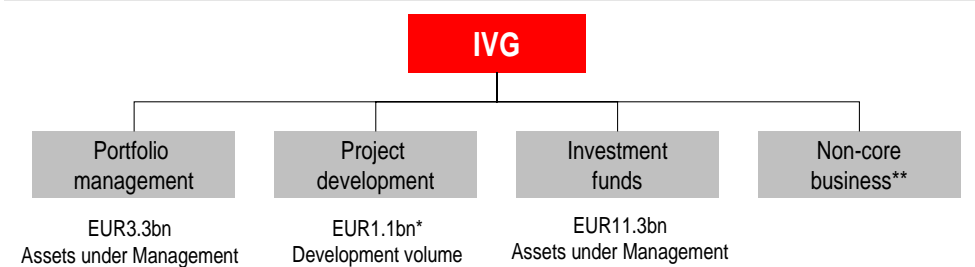 IVG
Portfolio
management
Project
development
Investment
funds
Non-core
business**
EUR3.3bn
Assets under Management
EUR1.1bn*
Development volume
EUR11.3bn
Assets under Management